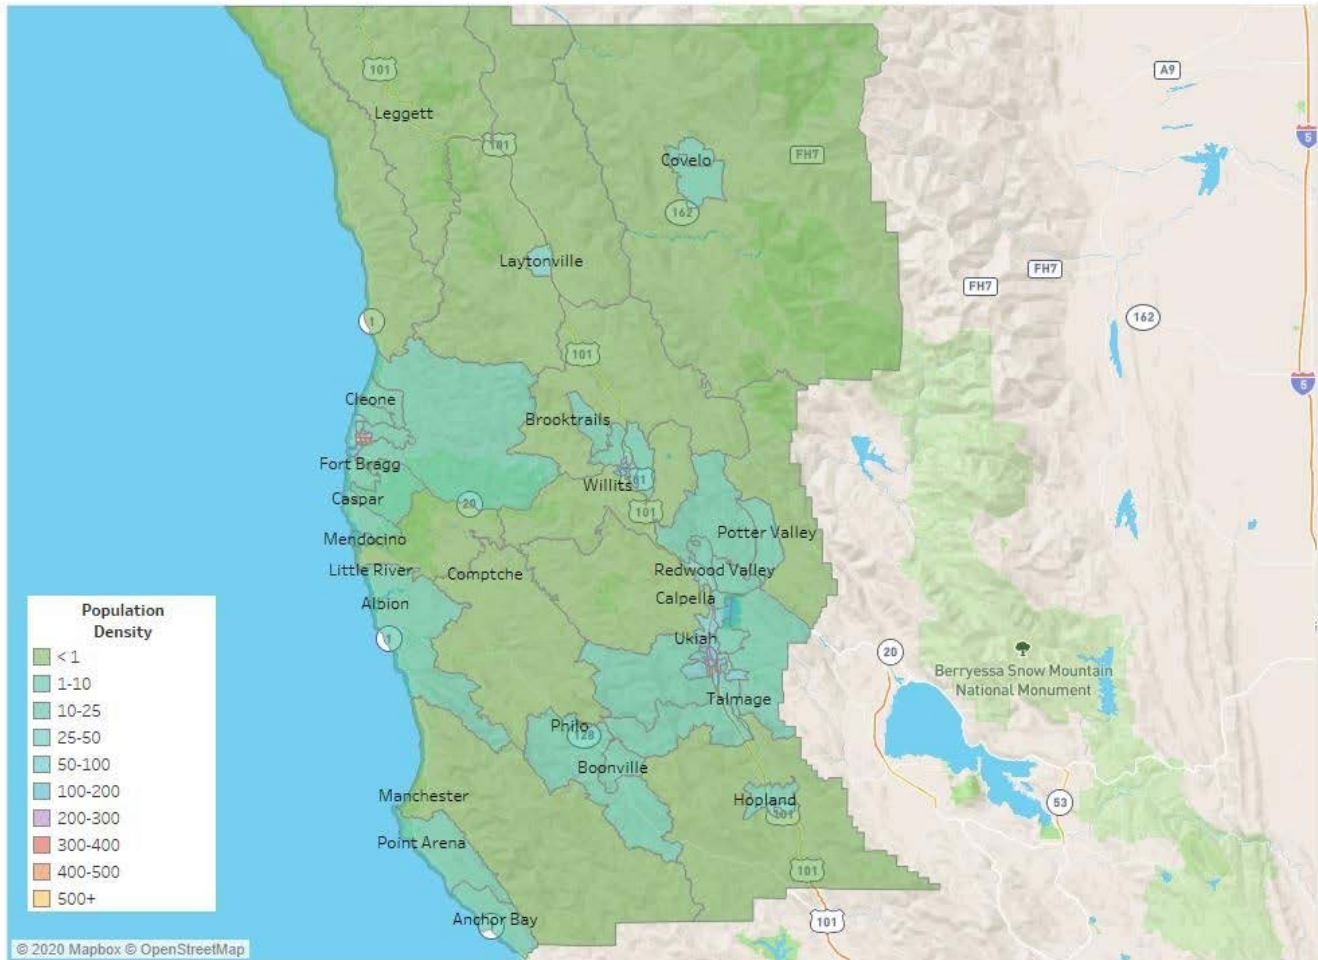 A9
101
Leggett
5
101
FH7
Covelo
162
Laytonville
FH7
FH7
1
162
101
5
Cleone
Brooktrails
Fort Bragg
Willits
101
Caspar
20
101
Mendocino
Potter Valley
Little River
Comptche
Redwood Valley
Albion
Calpella
1
Ukiah
20
Berryessa Snow Mountain
National Monument
Talmage
Philo
128
Boonville
Manchester
Hopland
101
53
Point Arena
101
Anchor Bay
101
Population
Density
< 1
1-10
10-25
25-50
50-100
100-200
200-300
300-400
400-500
500+
© 2020 Mapbox © OpenStreetMap